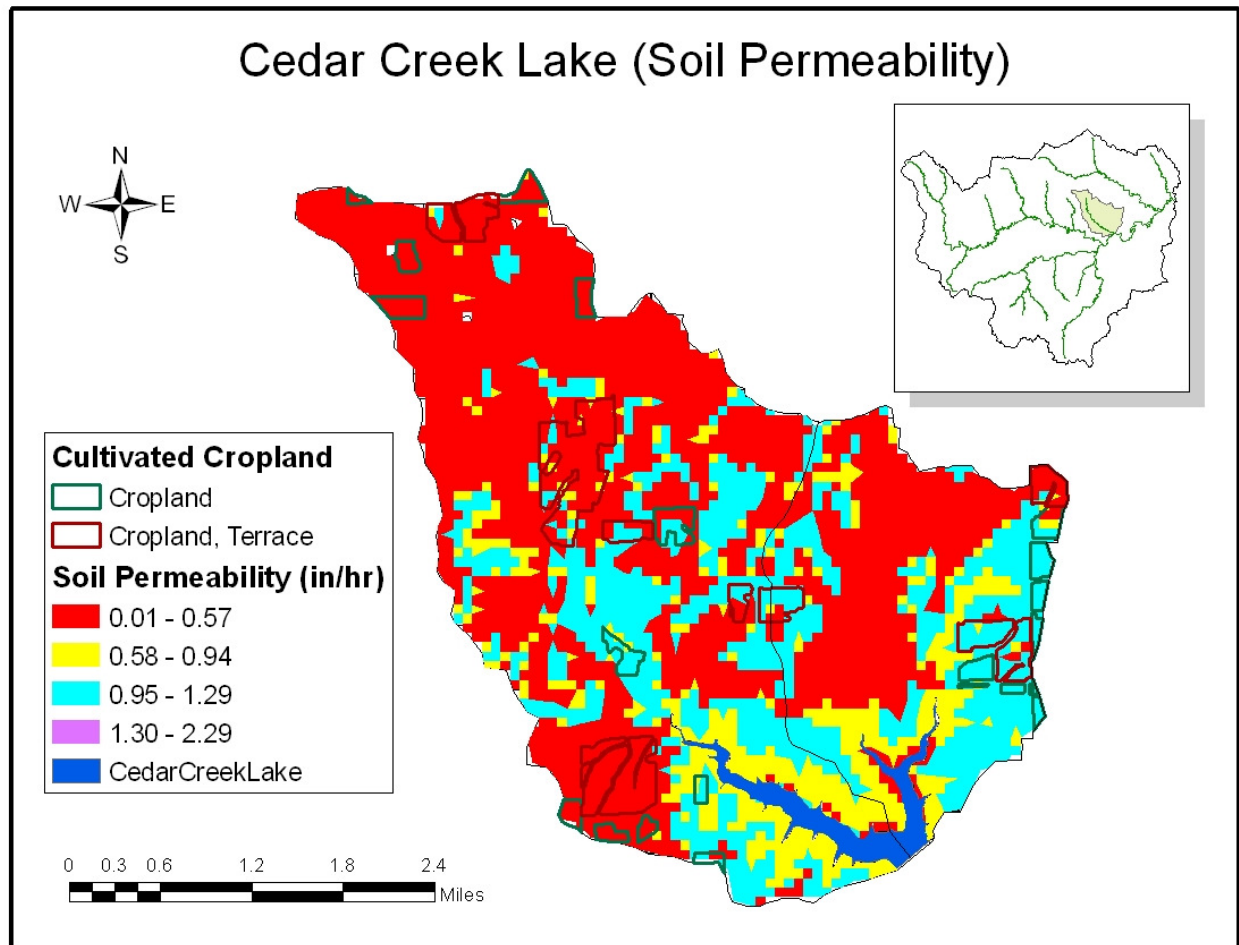 Cedar Creek Lake (Soil Permeability)
N
W E
S
Cultivated Cropland
Cropland
Cropland, Terrace
Soil Permeability (in/hr)
0.01 - 0.57
0.58 - 0.94
0.95 - 1.29
1.30 - 2.29
CedarCreekLake
0 0.3 0.6 1.2 1.8 2.4
Miles